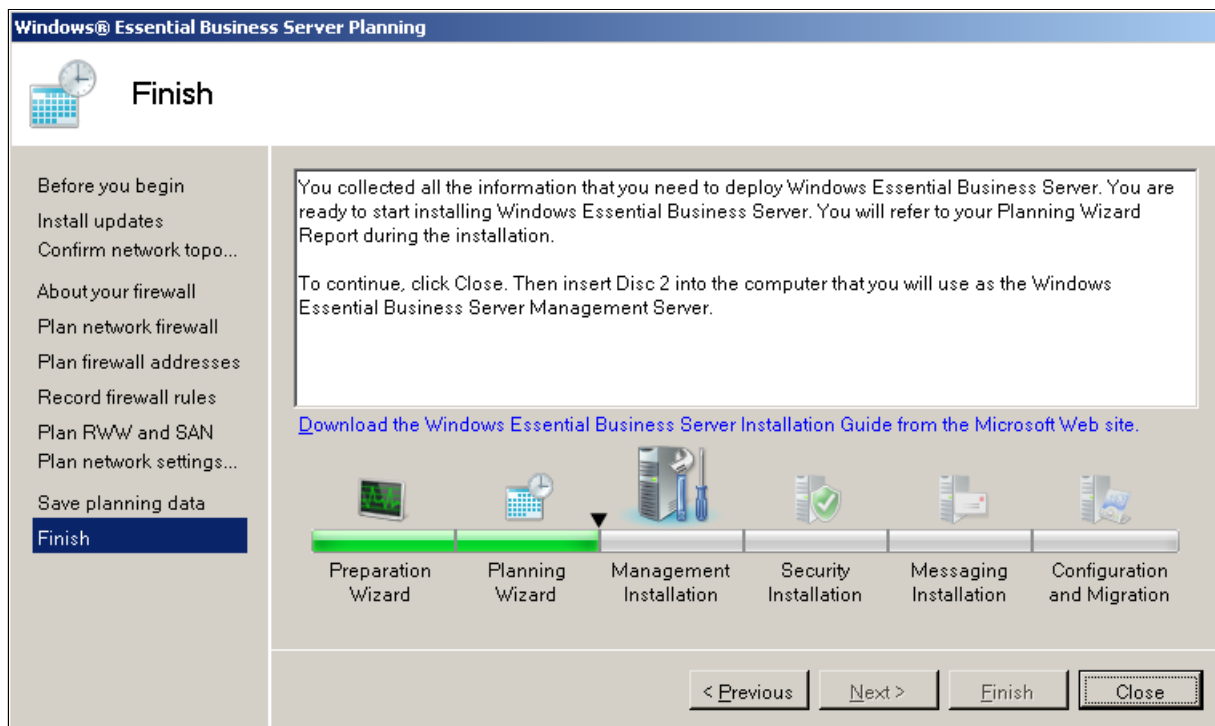 Windows® Essential Business Server Planning
Finish
Before you begin
Install updates
Confirm network topo...
About your firewall
Plan network firewall
Plan firewall addresses
Record firewall rules
Plan RWW and SAN
Plan network settings...
Save planning data
Finish
You collected all the information that you need to deploy Windows Essential Business Server. You are
ready to start installing Windows Essential Business Server. You will refer to your Planning Wizard
Report during the installation.
To continue, click Close. Then insert Disc 2 into the computer that you will use as the Windows
Essential Business Server Management Server.
Download the Windows Essential Business Server Installation Guide from the Microsoft Web site.
Preparation
Wizard
Planning
Wizard
Management
Installation
Security
Installation
Messaging
Installation
Configuration
and Migration
< Previous
Next >
Finish
Close